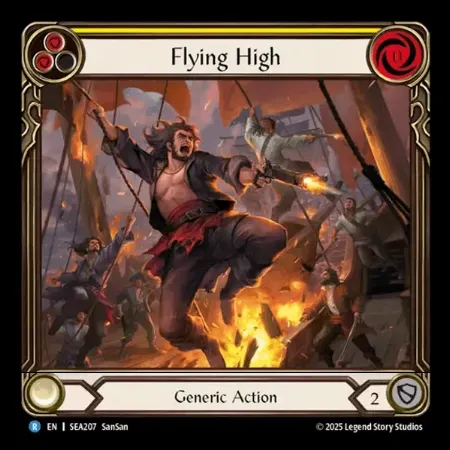 Flying High
Generic Action
2
R EN | SEA207 SanSan
© 2025 Legend Story Studios